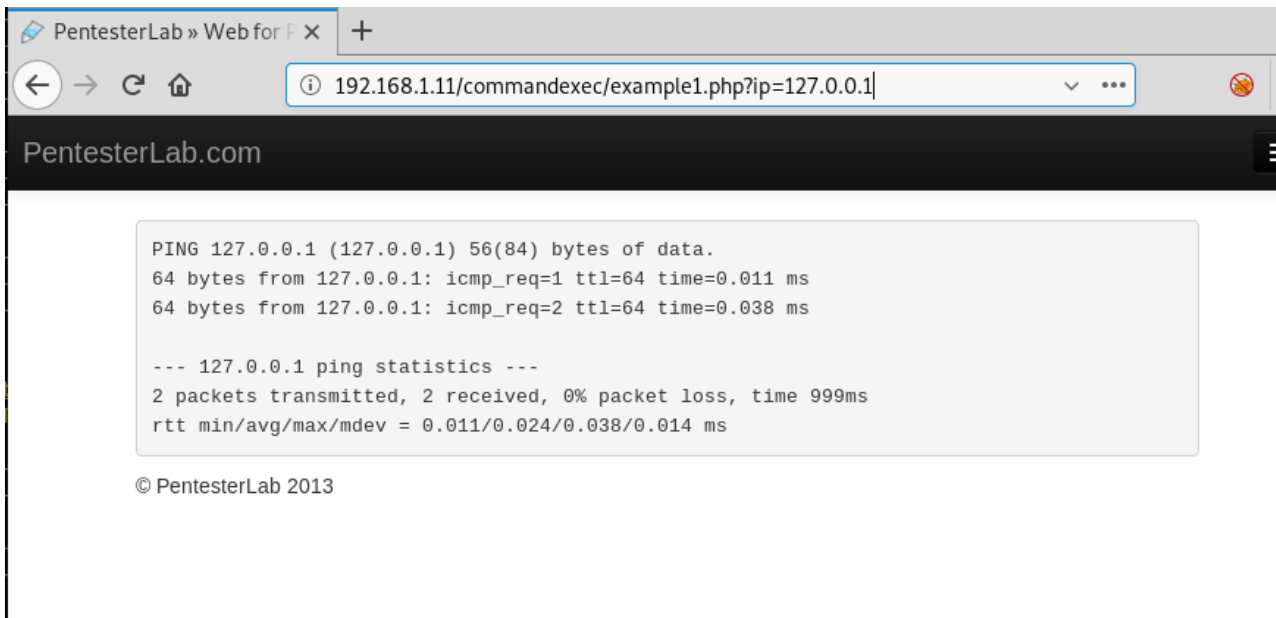 PentesterLab » Web for P
192.168.1.11/commandexec/example1.php?ip=127.0.0.1
PentesterLab.com
PING 127.0.0.1 (127.0.0.1) 56(84) bytes of data.
64 bytes from 127.0.0.1: icmp_req=1 ttl=64 time=0.011 ms
64 bytes from 127.0.0.1: icmp_req=2 ttl=64 time=0.038 ms
--- 127.0.0.1 ping statistics ---
2 packets transmitted, 2 received, 0% packet loss, time 999ms
rtt min/avg/max/mdev = 0.011/0.024/0.038/0.014 ms
© PentesterLab 2013